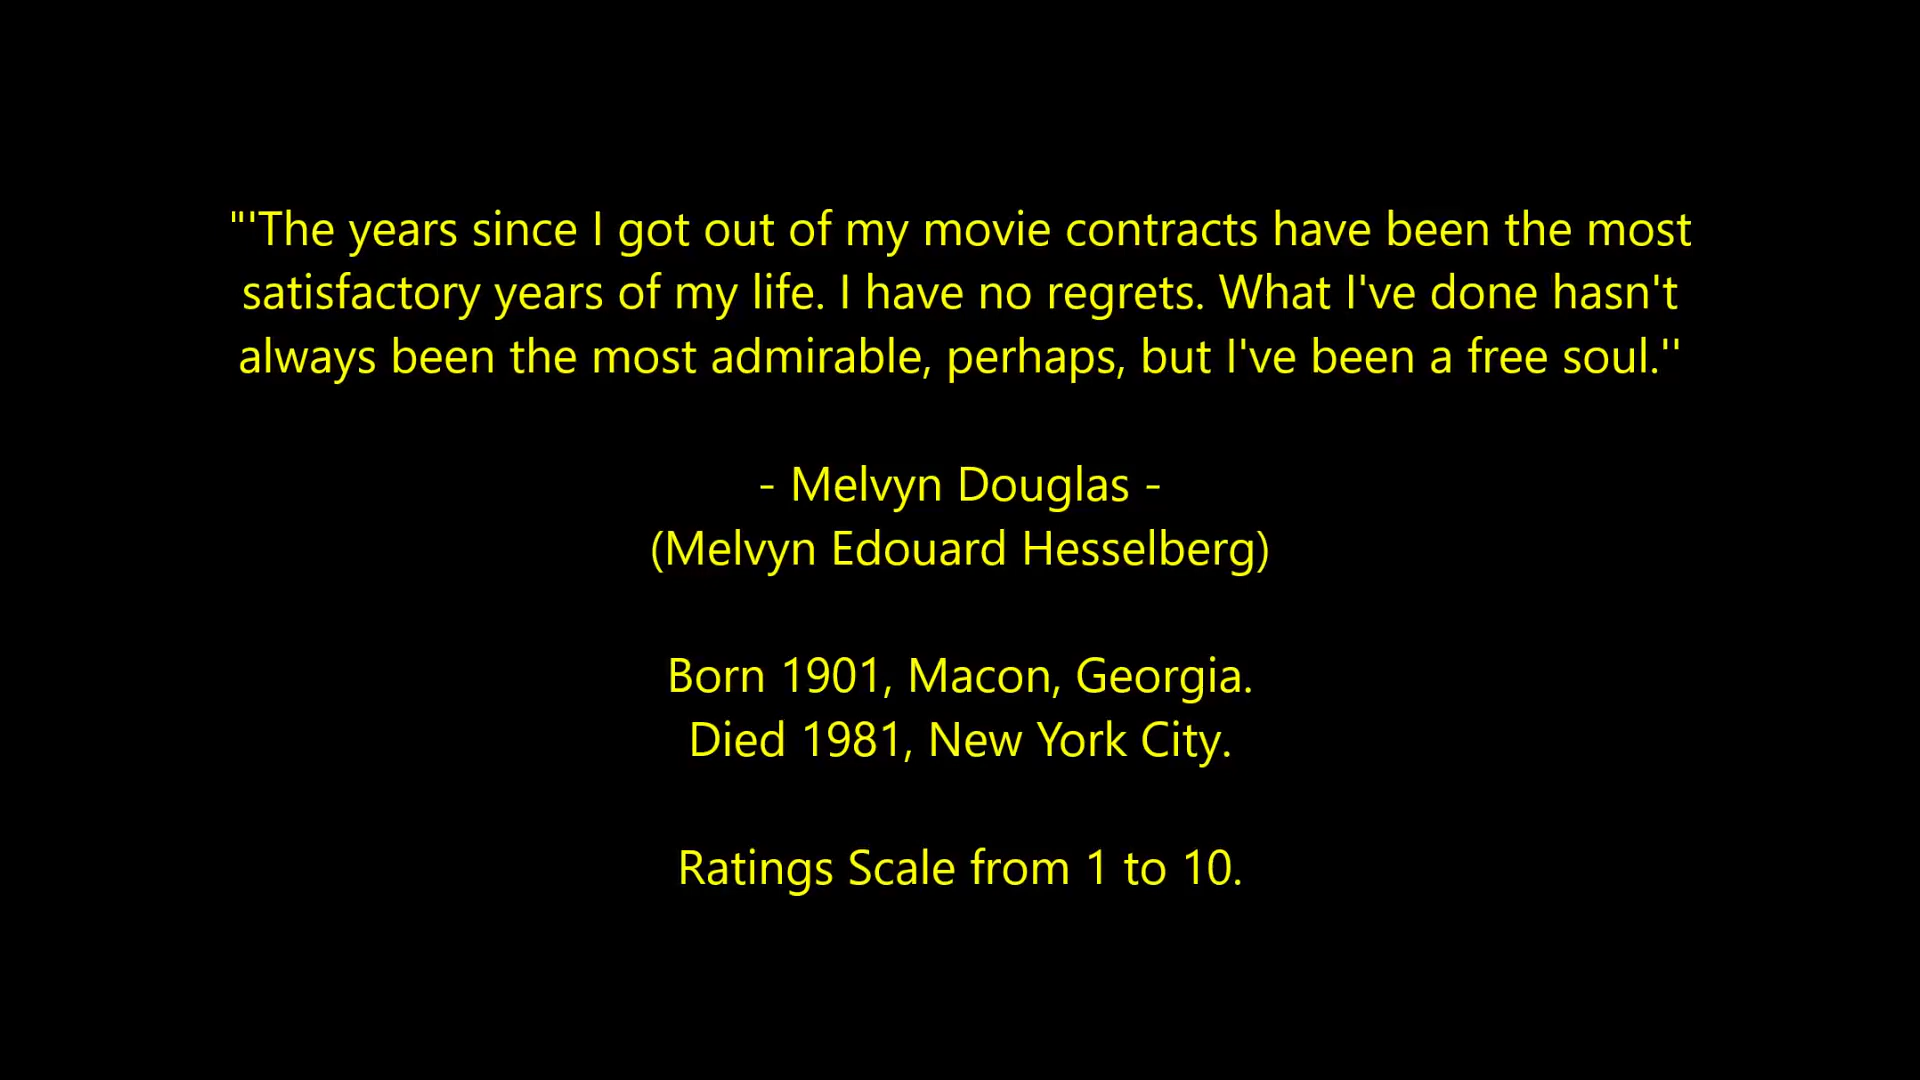 "'The years since I got out of my movie contracts have been the most
satisfactory years of my life. I have no regrets. What I've done hasn't
always been the most admirable, perhaps, but I've been a free soul.''
- Melvyn Douglas -
(Melvyn Edouard Hesselberg)
Born 1901, Macon, Georgia.
Died 1981, New York City.
Ratings Scale from 1 to 10.